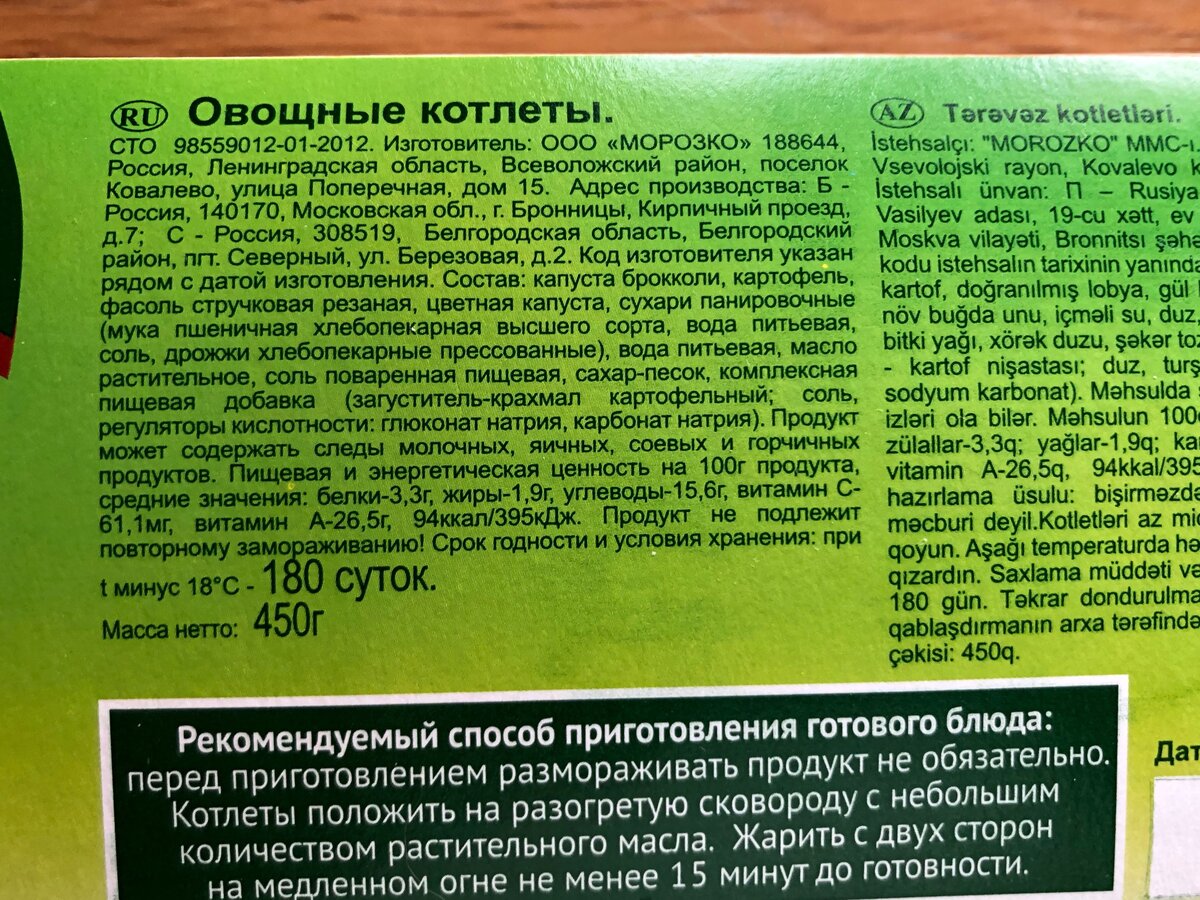 RU Овощные котлеты.
СТО 98559012-01-2012. Изготовитель: ООО «МОРОЗКО» 188644,
Россия, Ленинградская область, Всеволожский район, поселок
Ковалево, улица Поперечная, дом 15. Адрес производства: Б -
Россия, 140170, Московская обл., г. Бронницы, Кирпичный проезд,
д.7; С - Россия, 308519, Белгородская область, Белгородский
район, пгт. Северный, ул. Березовая, д.2. Код изготовителя указан
рядом с датой изготовления. Состав: капуста брокколи, картофель,
фасоль стручковая резаная, цветная капуста, сухари панировочные
(мука пшеничная хлебопекарная высшего сорта, вода питьевая,
соль, дрожжи хлебопекарные прессованные), вода питьевая, масло
растительное, соль поваренная пищевая, сахар-песок, комплексная
пищевая добавка (загуститель-крахмал картофельный; соль,
регуляторы кислотности: глюконат натрия, карбонат натрия). Продукт
может содержать следы молочных, яичных, соевых и горчичных
продуктов. Пищевая и энергетическая ценность на 100г продукта,
средние значения: белки-3,3г, жиры-1,9г, углеводы-15,6г, витамин С-
61,1мг, витамин А-26,5г, 94ккал/395кДж. Продукт не подлежит
повторному замораживанию! Срок годности и условия хранения: при
t минус 18°С - 180 суток.
Масса нетто: 450г
AZ Tərəvəz kotletləri.
İstehsalçı: "MOROZKO" MMC-ı.
Vsevolojski rayon, Kovalevo
İstehsalı ünvan: П – Rusiya
Vasilyev adası, 19-cu xətt, ev
Moskva vilayəti, Bronnitsı
kodu istehsalın tarixinin yanında
kartof, doğranılmış lobya, gül
növ buğda unu, içməli su, duz,
bitki yağı, xörək duzu, şəkər
- kartof nişastası; duz,
sodyum karbonat). Məhsulda
izləri ola bilər. Məhsulun
zülallar-3,3q; yağlar-1,9q;
vitamin A-26,5q, 94kkal/395
hazırlama üsulu:
məcburi deyil.Kotletləri az
qoyun. Aşağı temperaturda
qızardın. Saxlama müddəti
180 gün. Təkrar
qablaşdırmanın arxa
çəkisi: 450q.
Рекомендуемый способ приготовления готового блюда:
перед приготовлением размораживать продукт не обязательно.
Котлеты положить на разогретую сковороду с небольшим
количеством растительного масла. Жарить с двух сторон
на медленном огне не менее 15 минут до готовности.